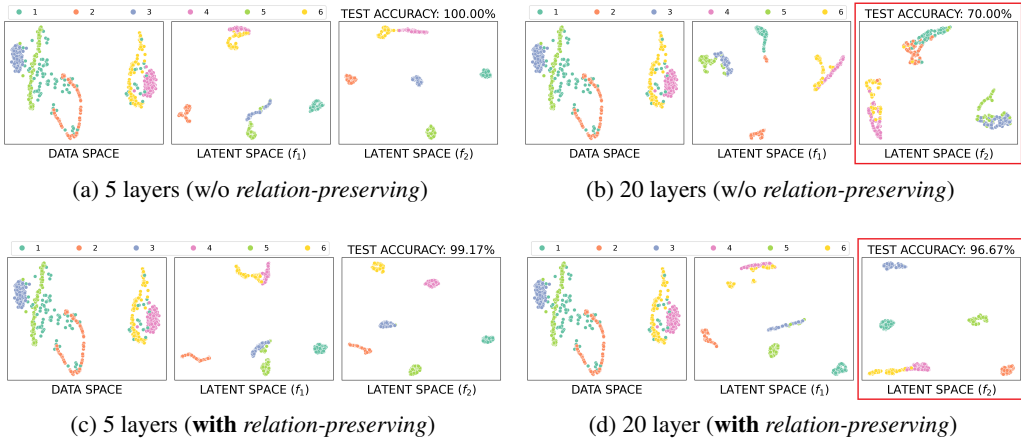 1 2 3 4 5 6 TEST ACCURACY: 100.00%
DATA SPACE LATENT SPACE (f₁) LATENT SPACE (f₂)
(a) 5 layers (w/o relation-preserving)
1 2 3 4 5 6 TEST ACCURACY: 70.00%
DATA SPACE LATENT SPACE (f₁) LATENT SPACE (f₂)
(b) 20 layers (w/o relation-preserving)
1 2 3 4 5 6 TEST ACCURACY: 99.17%
DATA SPACE LATENT SPACE (f₁) LATENT SPACE (f₂)
(c) 5 layers (with relation-preserving)
1 2 3 4 5 6 TEST ACCURACY: 96.67%
DATA SPACE LATENT SPACE (f₁) LATENT SPACE (f₂)
(d) 20 layer (with relation-preserving)